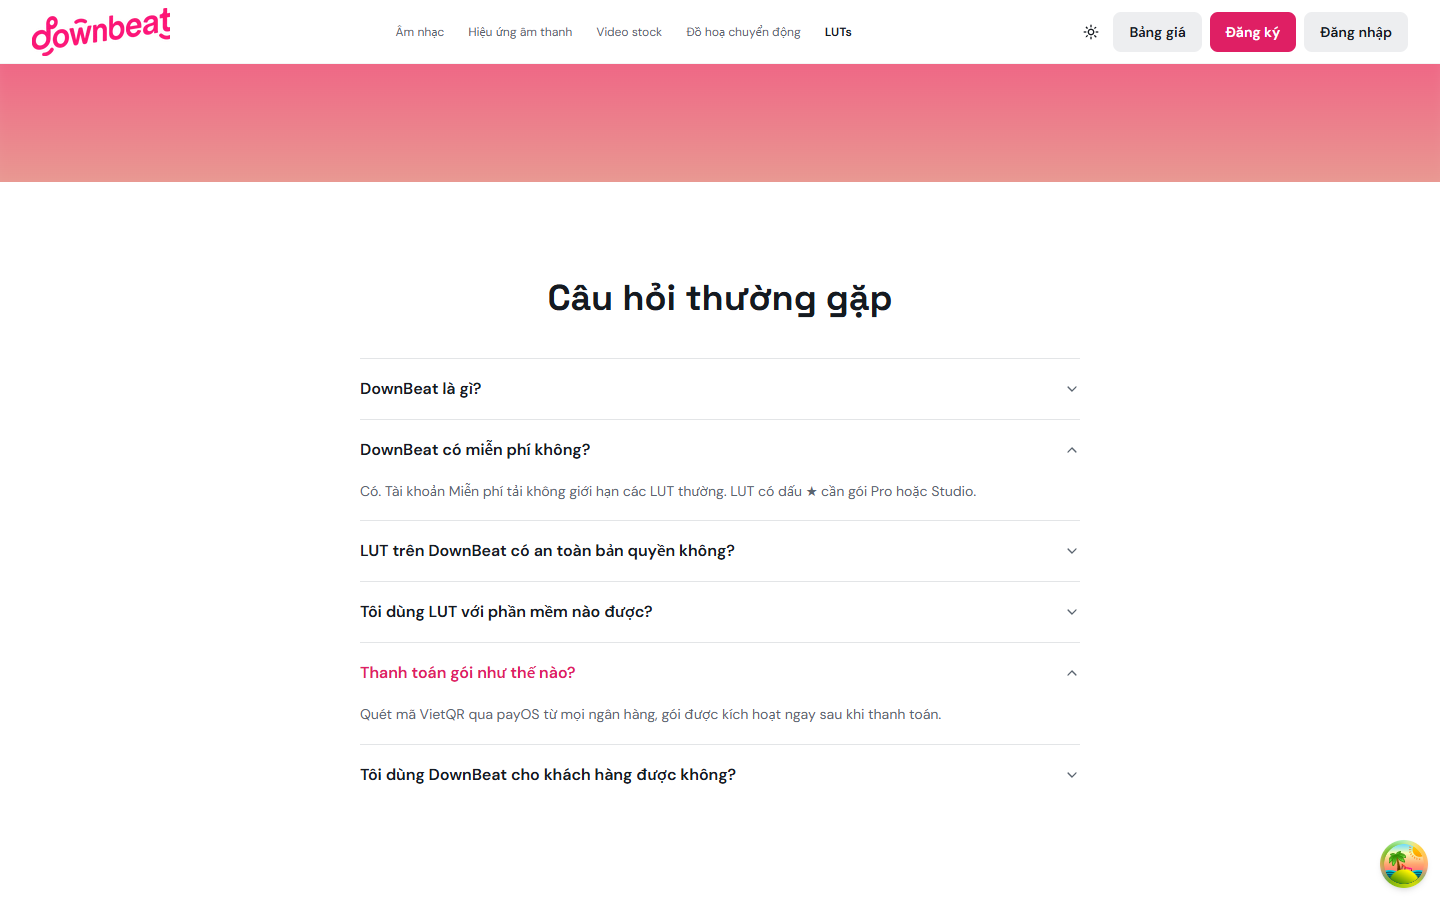 downbeat
Âm nhạc
Hiệu ứng âm thanh
Video stock
Đồ hoạ chuyển động
LUTs
Bảng giá
Đăng ký
Đăng nhập
Câu hỏi thường gặp
DownBeat là gì?
DownBeat có miễn phí không?
Có. Tài khoản Miễn phí tải không giới hạn các LUT thường. LUT có dấu ★ cần gói Pro hoặc Studio.
LUT trên DownBeat có an toàn bản quyền không?
Tôi dùng LUT với phần mềm nào được?
Thanh toán gói như thế nào?
Quét mã VietQR qua payOS từ mọi ngân hàng, gói được kích hoạt ngay sau khi thanh toán.
Tôi dùng DownBeat cho khách hàng được không?